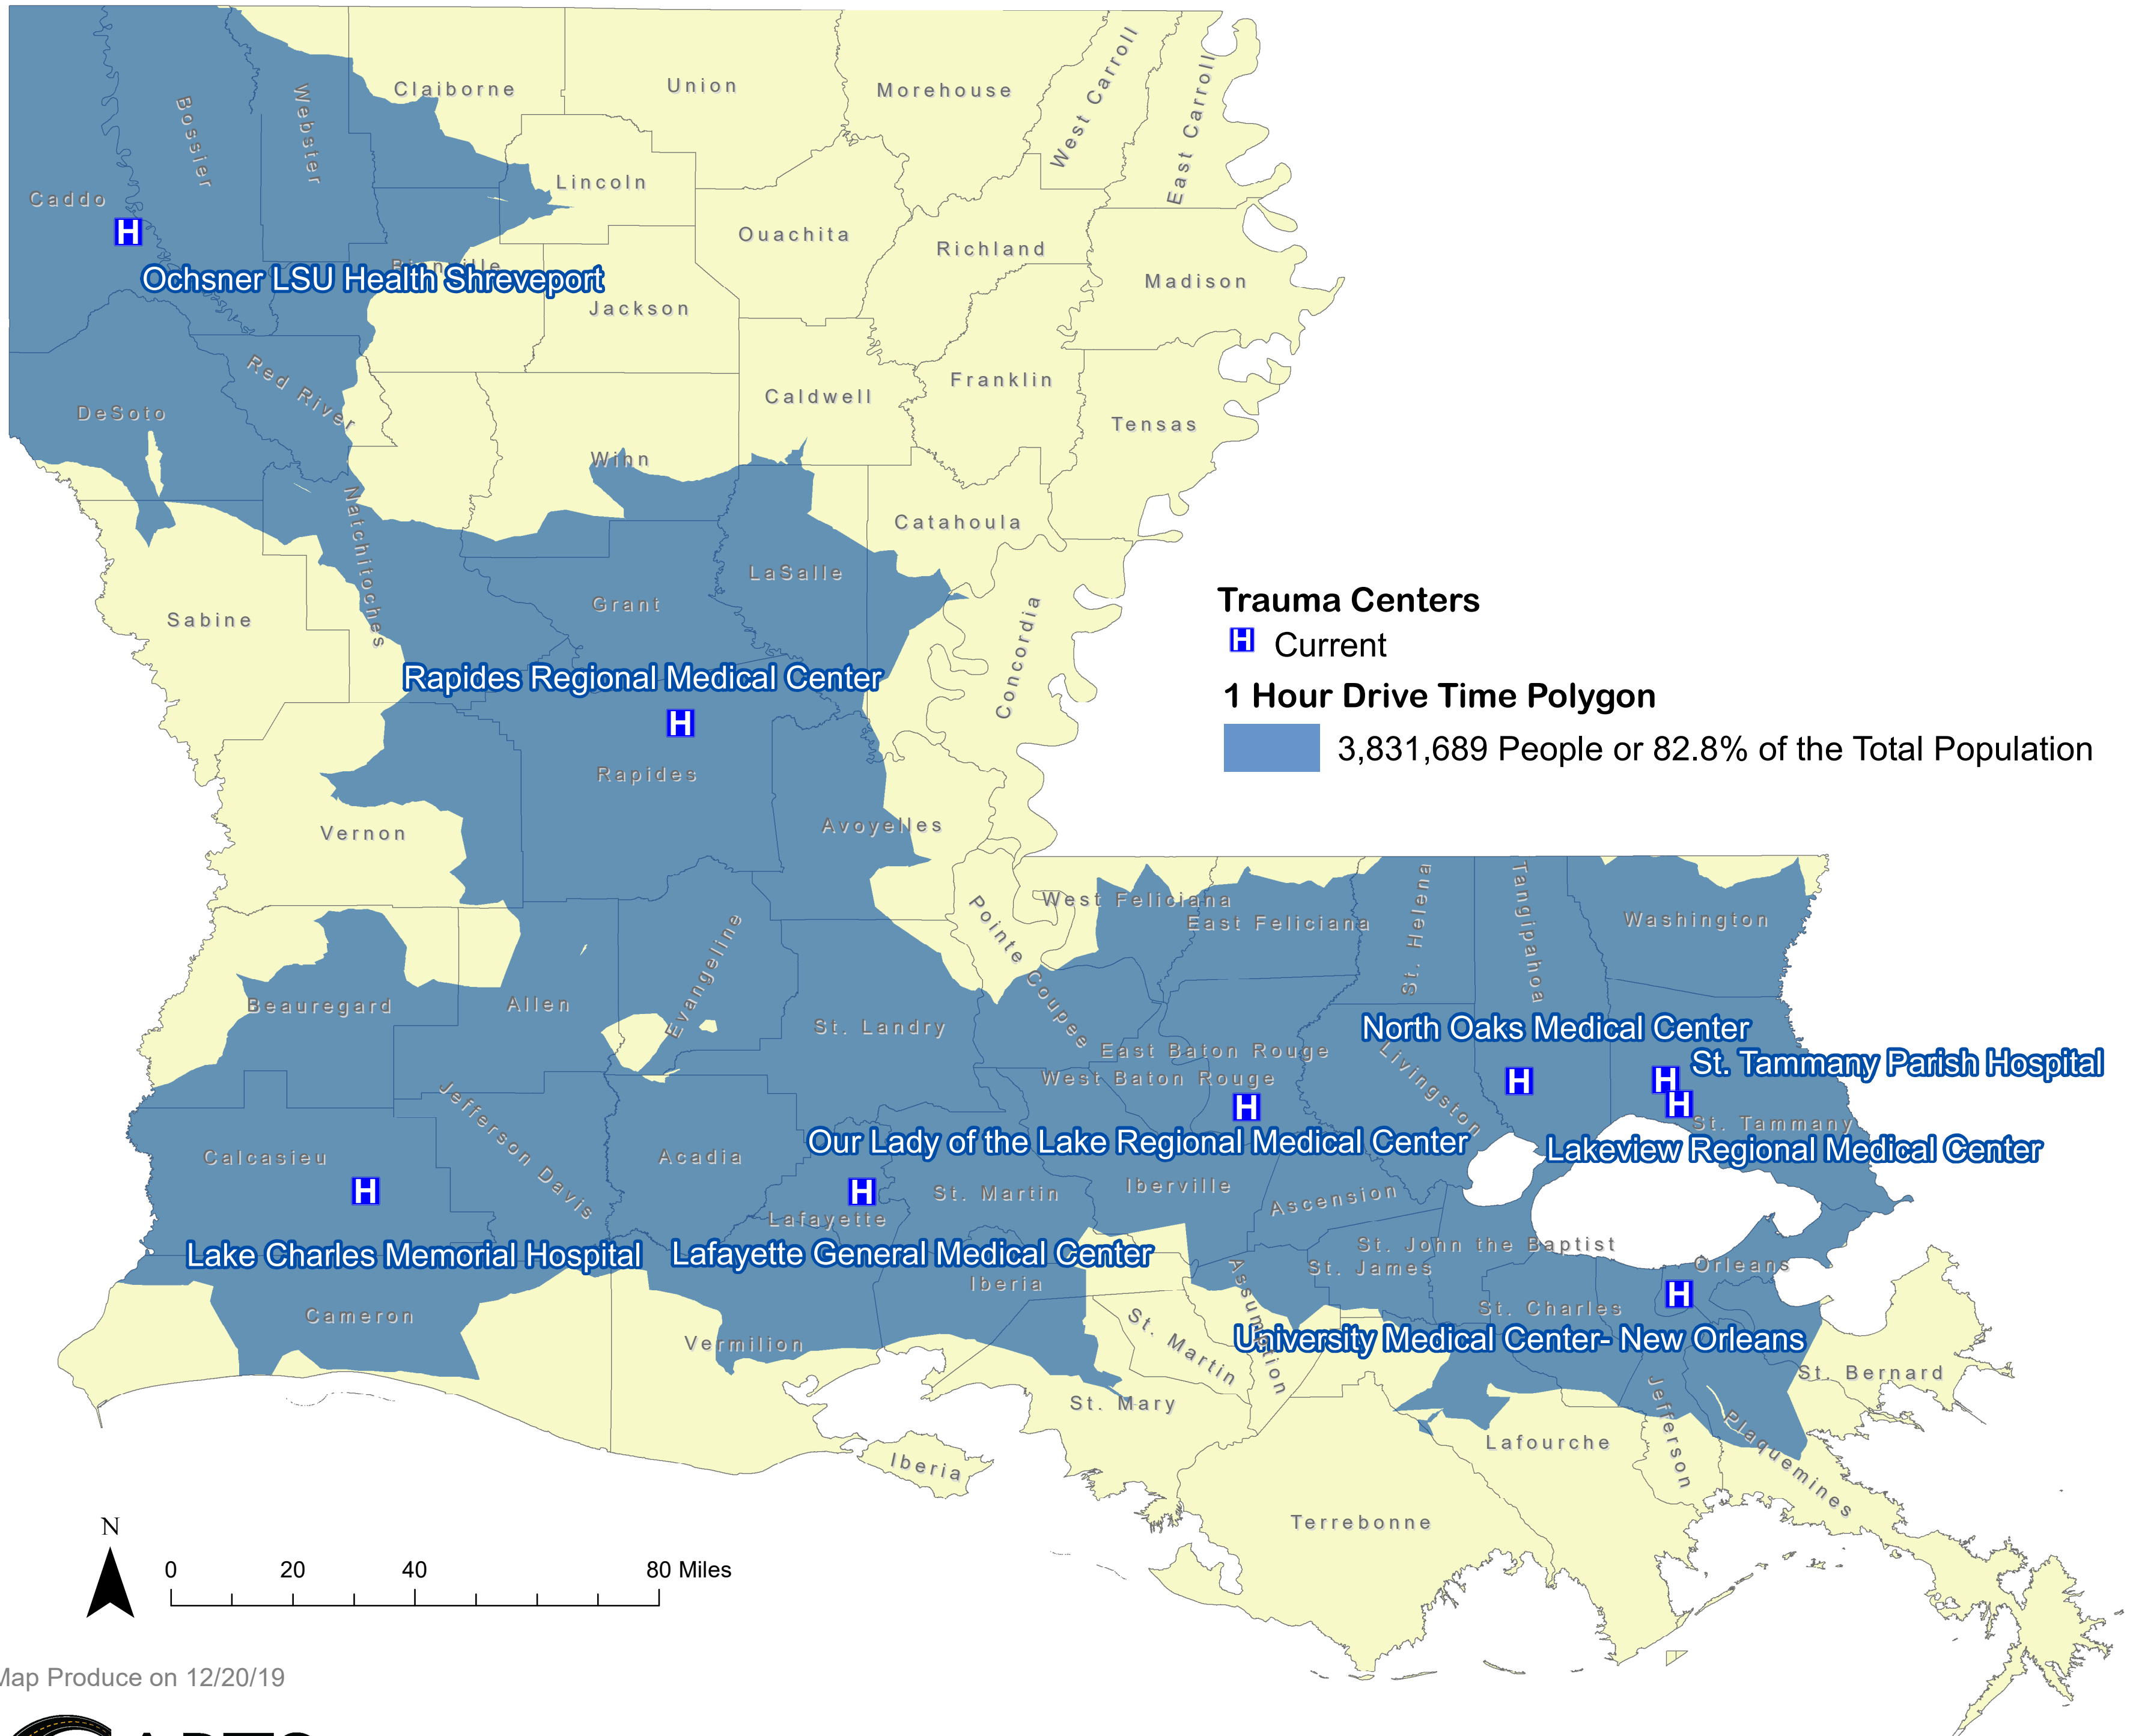 Claiborne
Union
Morehouse
West Carroll
East Carroll
Bossier
Webster
Caddo
Lincoln
Ouachita
Richland
Madison
Bienville
Ochsner LSU Health Shreveport
Jackson
Red River
DeSoto
Caldwell
Franklin
Tensas
Winn
Natchitoches
Catahoula
LaSalle
Grant
Sabine
Concordia
Trauma Centers
H Current
1 Hour Drive Time Polygon
3,831,689 People or 82.8% of the Total Population
H
Rapides Regional Medical Center
H
Rapides
Vernon
Avoyelles
West Feliciana
East Feliciana
St. Helena
Tangipahoa
Washington
Pointe Coupee
Evangeline
Beauregard
Allen
St. Landry
North Oaks Medical Center
East Baton Rouge
West Baton Rouge
Livingston
St. Tammany Parish Hospital
H
H
H
H
St. Tammany
Jefferson Davis
Our Lady of the Lake Regional Medical Center
Lakeview Regional Medical Center
Calcasieu
Acadia
H
H
St. Martin
Iberville
Ascension
Lafayette
Lake Charles Memorial Hospital
Lafayette General Medical Center
St. John the Baptist
St. James
Orleans
Iberia
Assumption
H
St. Charles
Cameron
Vermilion
St. Martin
University Medical Center- New Orleans
St. Bernard
St. Mary
Jefferson
Plaquemines
Lafourche
Iberia
Terrebonne
N
0 20 40 80 Miles
Map Produce on 12/20/19